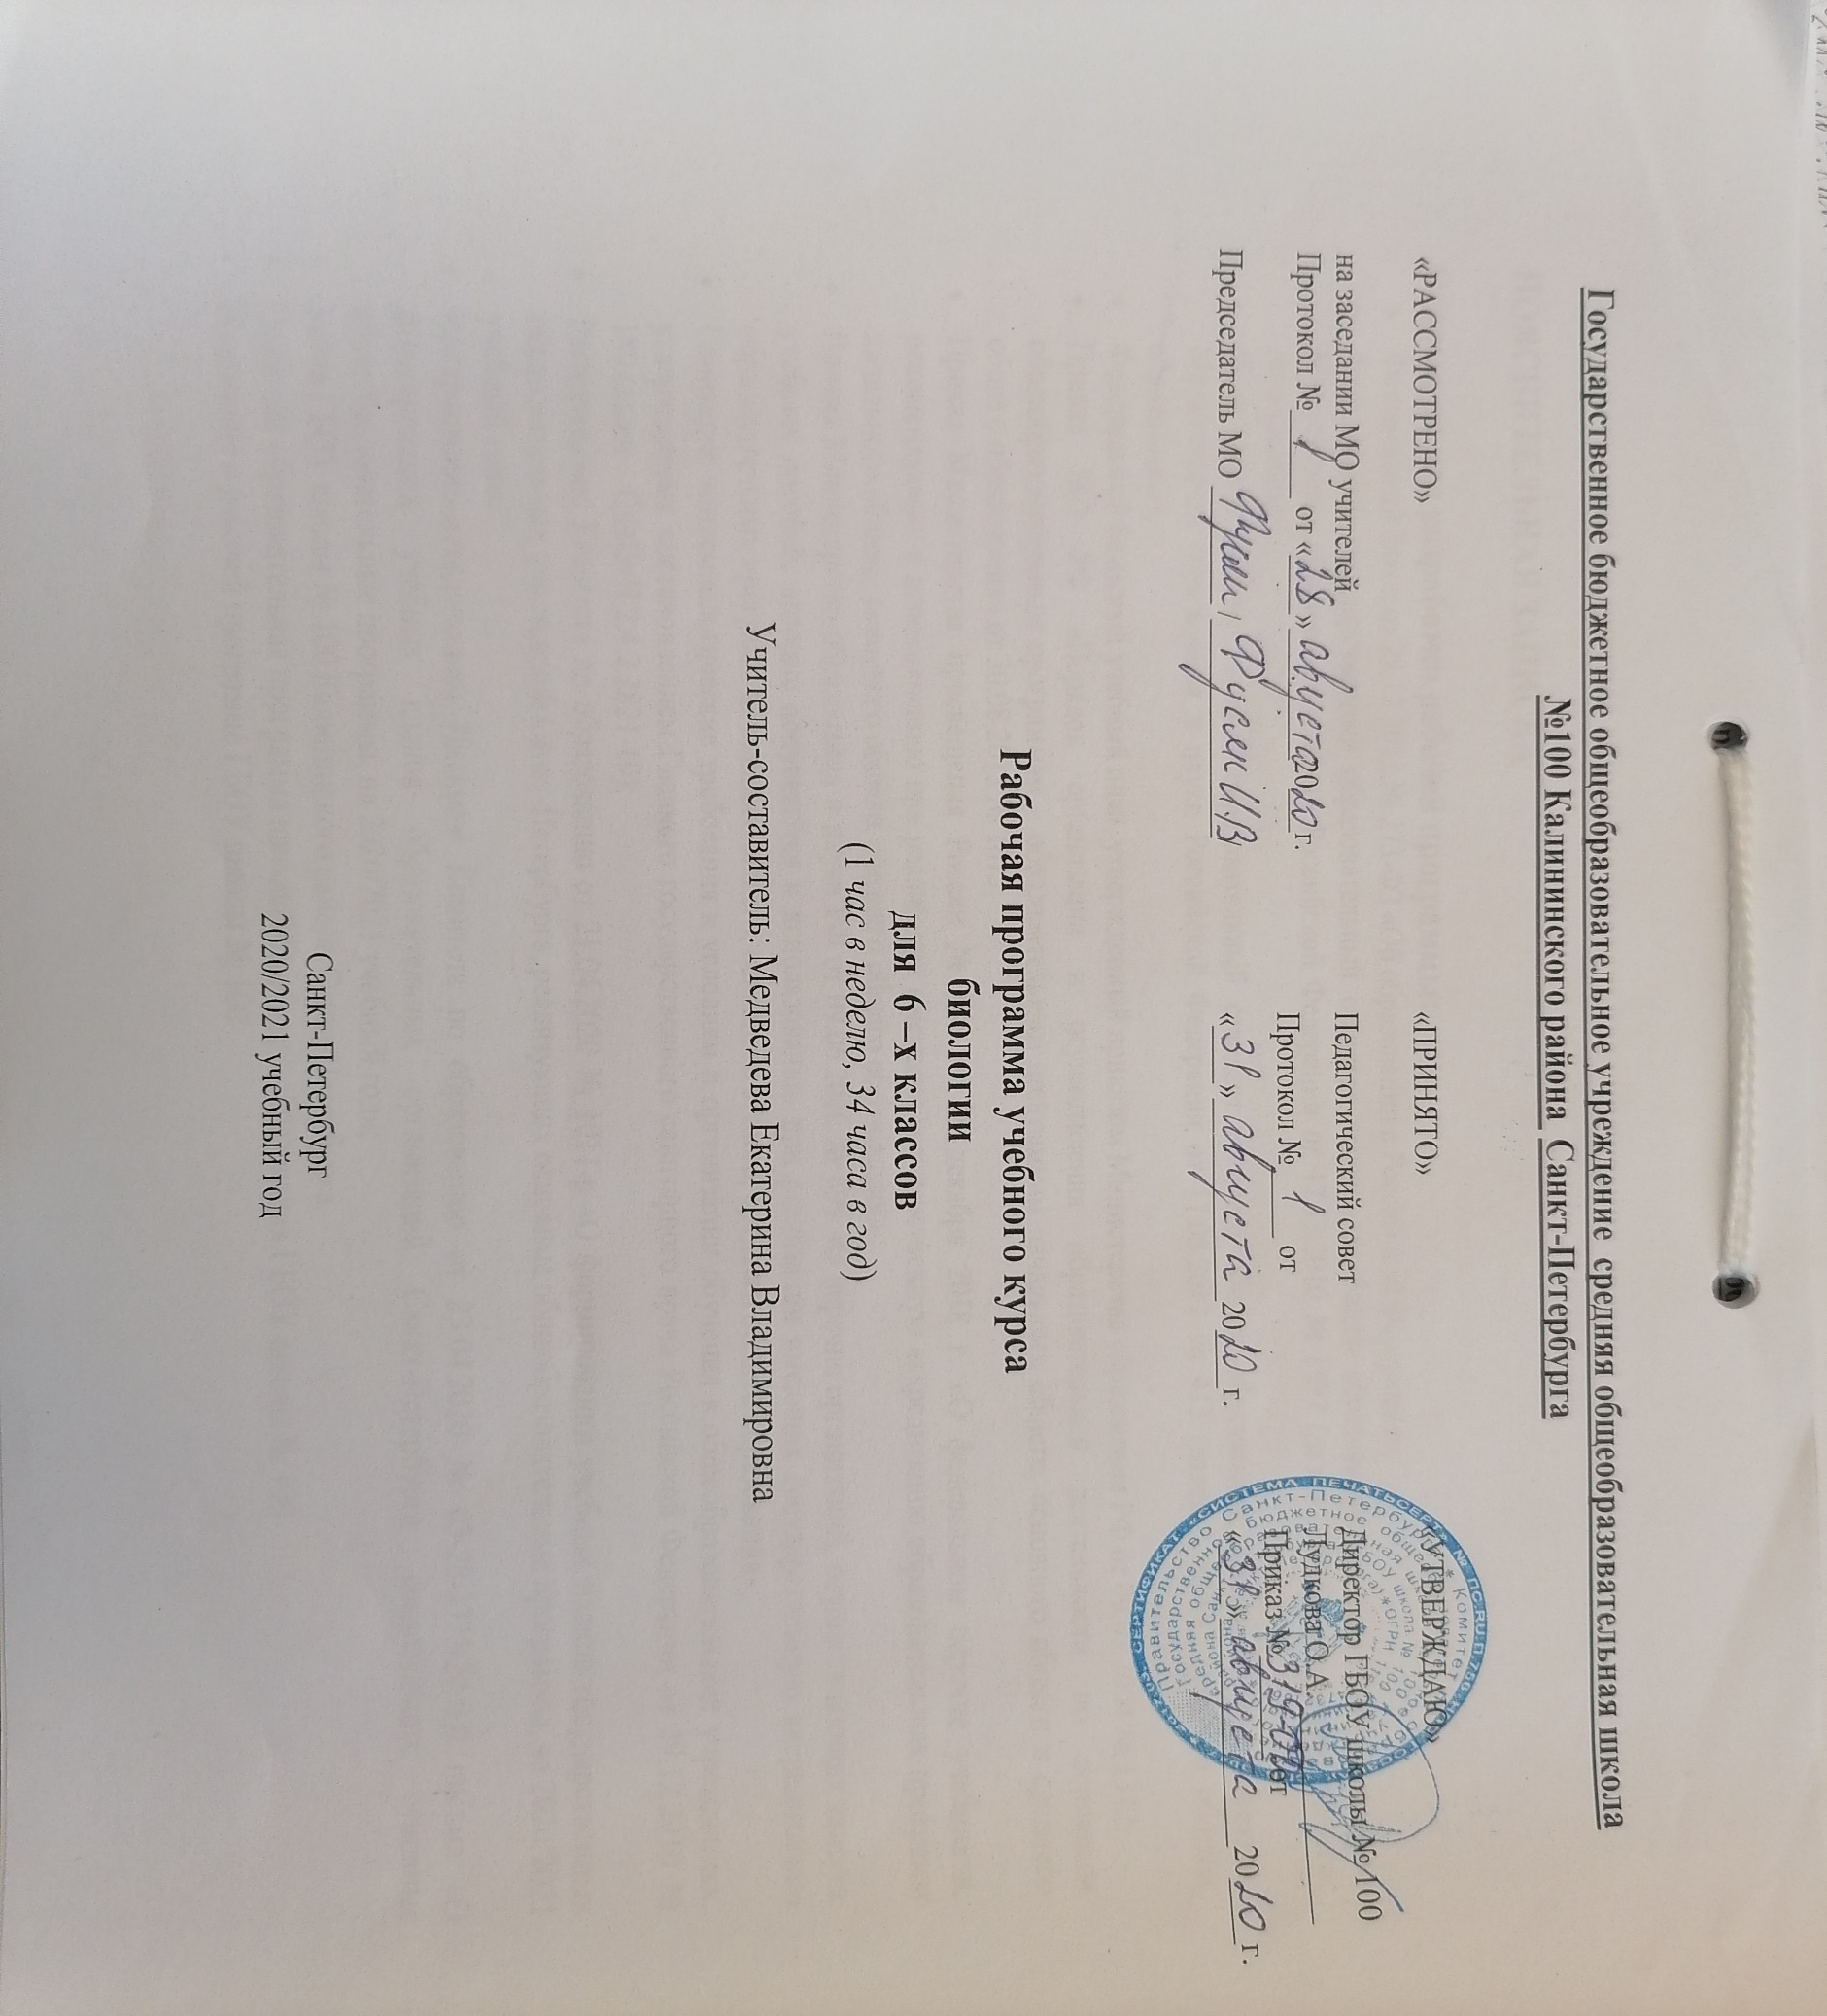 Государственное бюджетное общеобразовательное учреждение средняя общеобразовательная школа
№100 Калининского района Санкт-Петербурга
«РАССМОТРЕНО»
на заседании МО учителей
Протокол № 1 от «28» августа 2020 г.
Председатель МО
«ПРИНЯТО»
Педагогический совет
Протокол № 1 от
«31» августа 2020 г.
«УТВЕРЖДАЮ»
Директор ГБОУ школы № 100
Лудкова О.А.
Приказ № от
«31» августа 2020 г.
Рабочая программа учебного курса
биологии
для 6 –х классов
(1 час в неделю, 34 часа в год)
Учитель-составитель: Медведева Екатерина Владимировна
Санкт-Петербург
2020/2021 учебный год